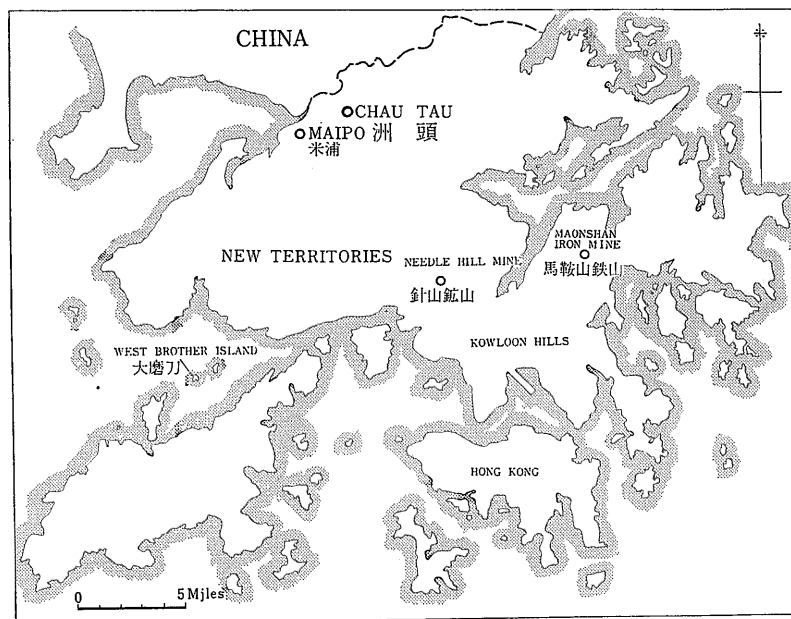 CHINA
CHAU TAU
洲頭
MAIPO
米浦
NEW TERRITORIES
NEEDLE HILL MINE
針山鉱山
MAONSHAN
IRON MINE
馬鞍山鉄山
WEST BROTHER ISLAND
大磨刀
KOWLOON HILLS
HONG KONG
0 5 Mjles